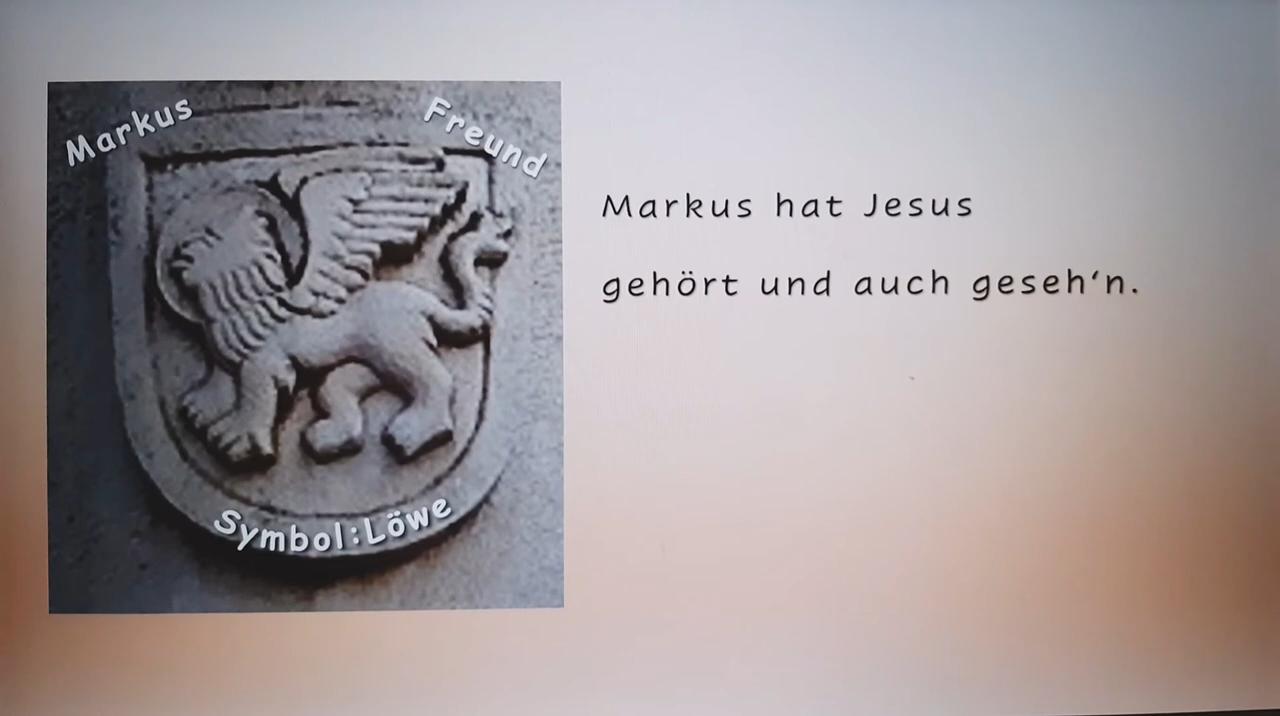 Markus
Freund
Symbol:Löwe
Markus hat Jesus
gehört und auch geseh‘n.